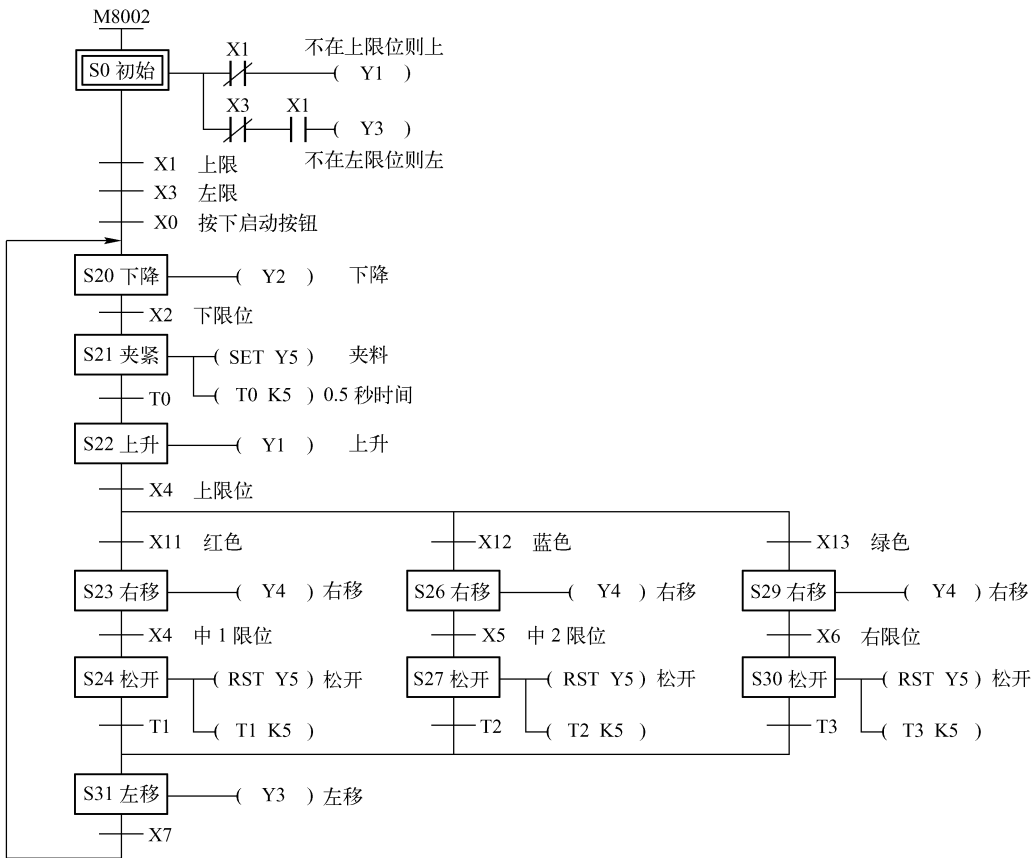 M8002
S0 初始
X1
不在上限位则上
( Y1 )
X3 X1
( Y3 )
不在左限位则左
X1 上限
X3 左限
X0 按下启动按钮
S20 下降 ( Y2 ) 下降
X2 下限位
S21 夹紧 ( SET Y5 ) 夹料
( T0 K5 ) 0.5 秒时间
T0
S22 上升 ( Y1 ) 上升
X4 上限位
X11 红色 X12 蓝色 X13 绿色
S23 右移 ( Y4 ) 右移 S26 右移 ( Y4 ) 右移 S29 右移 ( Y4 ) 右移
X4 中 1 限位 X5 中 2 限位 X6 右限位
S24 松开 ( RST Y5 ) 松开 S27 松开 ( RST Y5 ) 松开 S30 松开 ( RST Y5 ) 松开
T1 ( T1 K5 ) T2 ( T2 K5 ) T3 ( T3 K5 )
S31 左移 ( Y3 ) 左移
X7